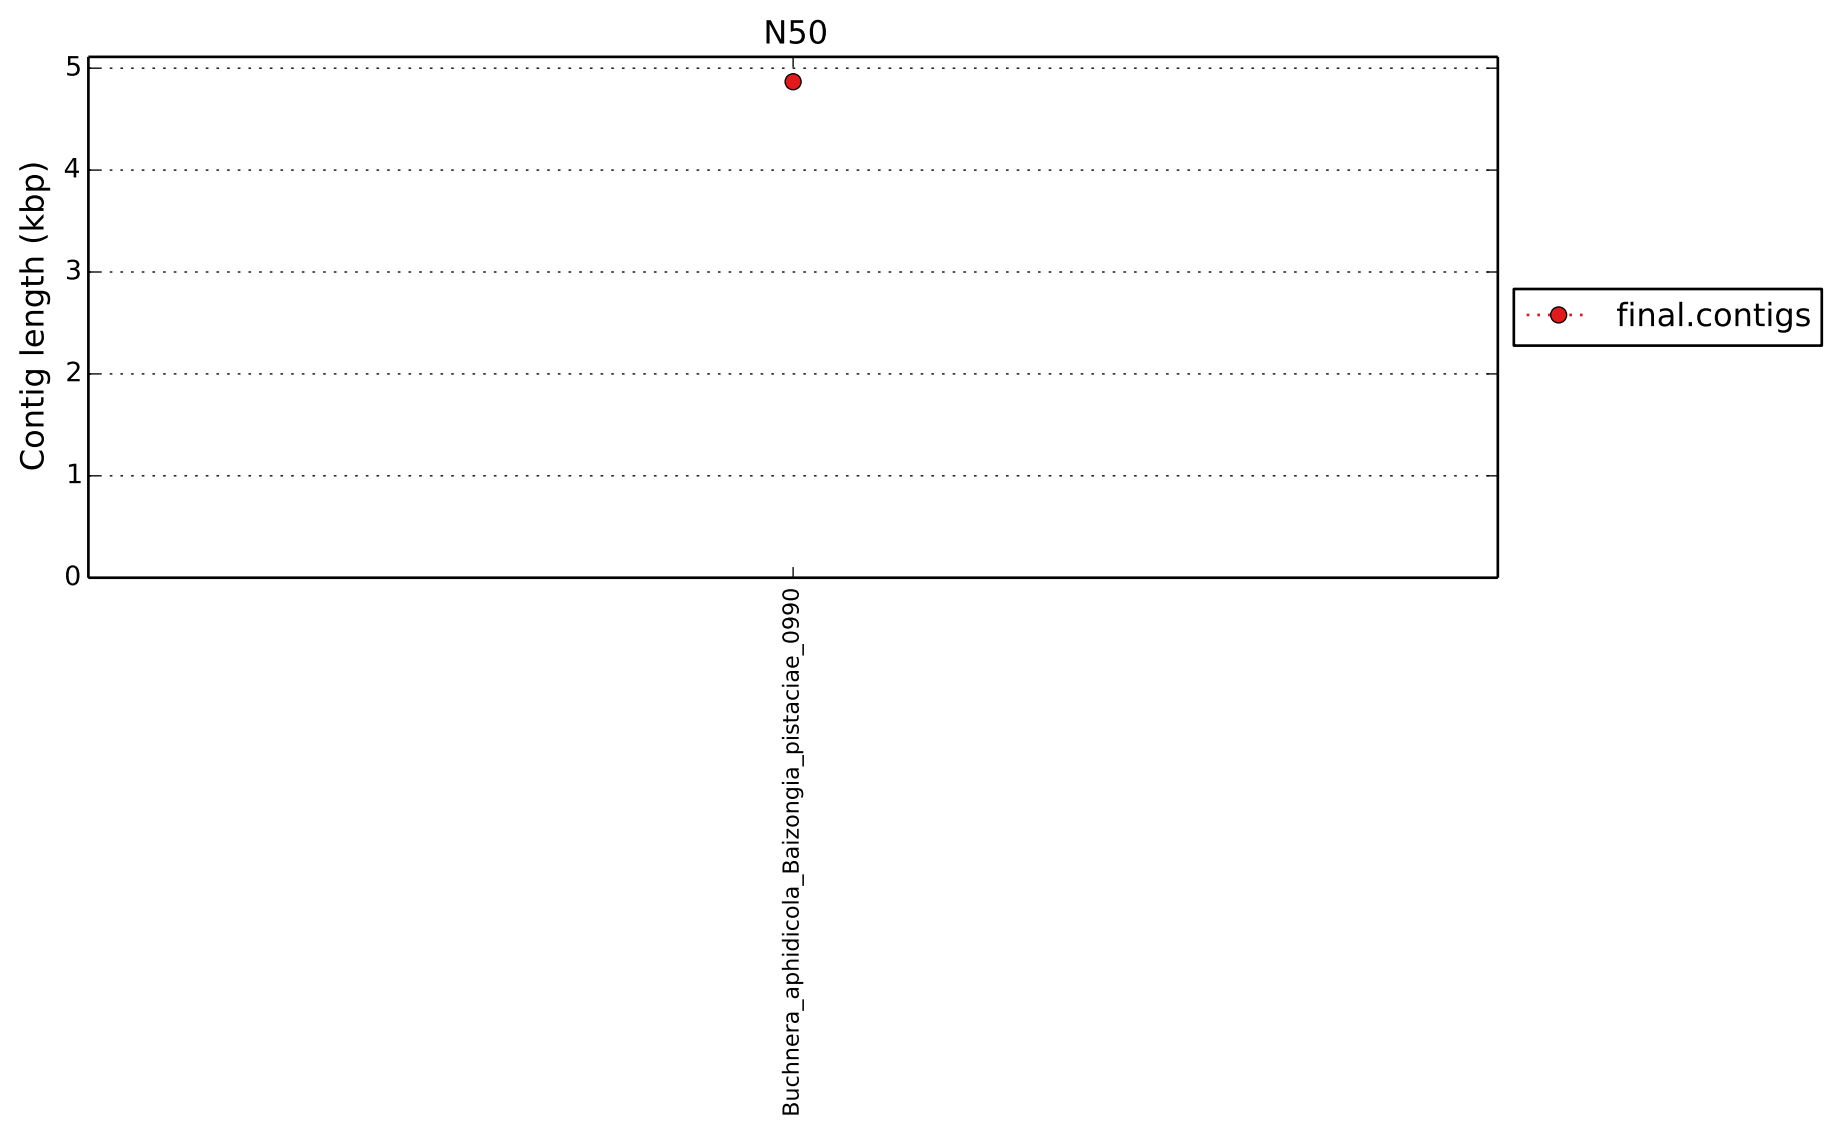 N50
Contig length (kbp)
5
4
3
2
1
0
final.contigs
Buchnera_aphidicola_Baizongia_pistaciae_0990